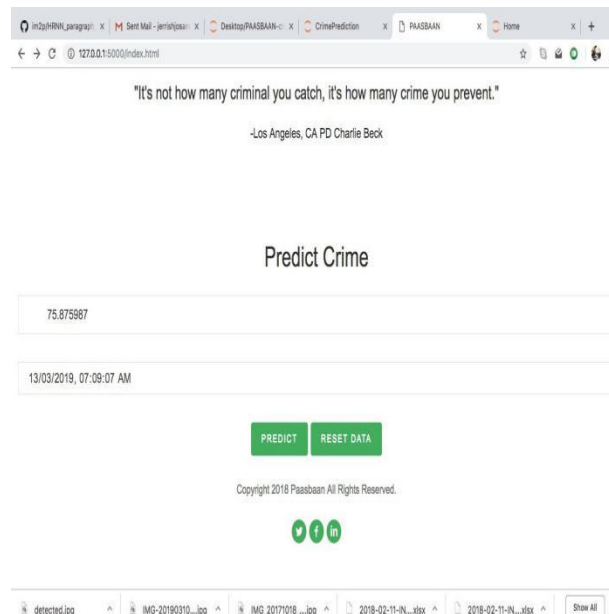 im2p/HRNN_paragraph
Sent Mail - jerrishjosan
Desktop/PAASBAAN-c
CrimePrediction
PAASBAAN
Home
127.0.0.1:5000/index.html
"It's not how many criminal you catch, it's how many crime you prevent."
-Los Angeles, CA PD Charlie Beck
Predict Crime
75.875987
13/03/2019, 07:09:07 AM
PREDICT
RESET DATA
Copyright 2018 Paasbaan All Rights Reserved.
detected.jpg
IMG-20190310....jpg
IMG 20171018 ....jpg
2018-02-11-IN...xlsx
2018-02-11-IN...xlsx
Show All